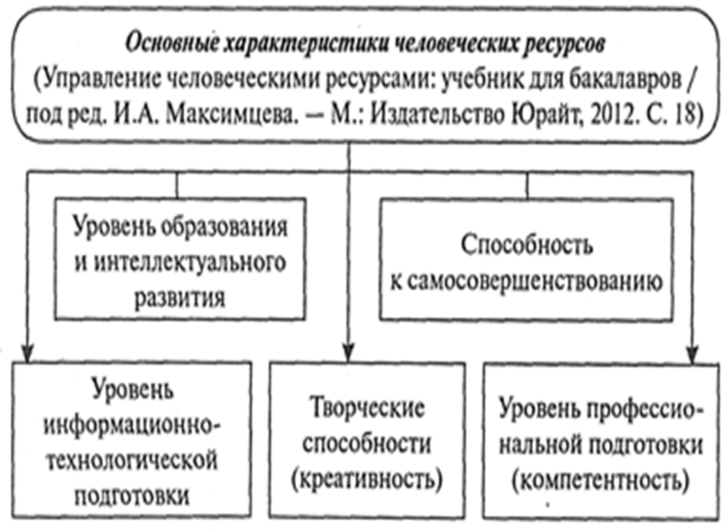 Основные характеристики человеческих ресурсов
(Управление человеческими ресурсами: учебник для бакалавров /
под ред. И.А. Максимцева. — М.: Издательство Юрайт, 2012. С. 18)
Уровень образования
и интеллектуального
развития
Способность
к самосовершенствованию
Уровень
информационно-
технологической
подготовки
Творческие
способности
(креативность)
Уровень профессио-
нальной подготовки
(компетентность)